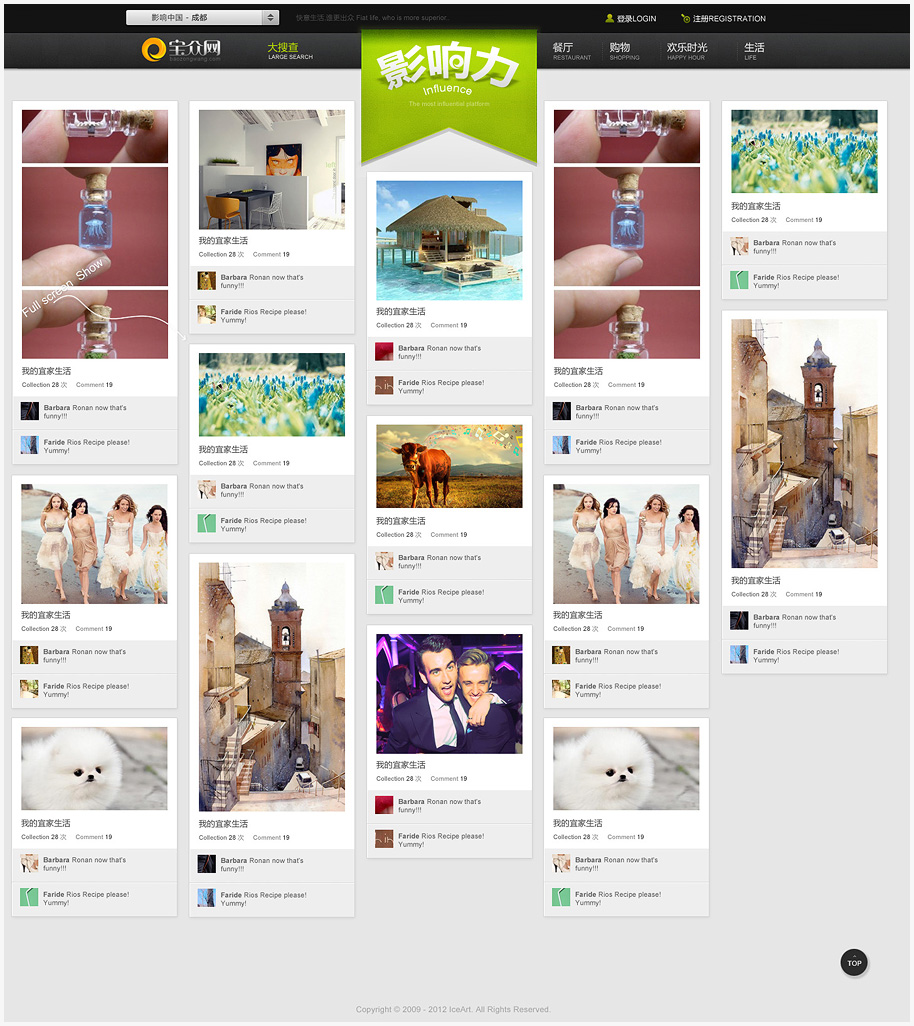 影响中国 - 成都
快意生活,谁更出众 Fiat life, who is more superior..
登录LOGIN
注册REGISTRATION
宝众网
baozongwang.com
大搜查
LARGE SEARCH
影响力
Influence
The most influential platform
餐厅
RESTAURANT
购物
SHOPPING
欢乐时光
HAPPY HOUR
生活
LIFE
Full screen Show
我的宜家生活
Collection 28 次 Comment 19
Barbara Ronan now that's
funny!!!
Faride Rios Recipe please!
Yummy!
我的宜家生活
Collection 28 次 Comment 19
Barbara Ronan now that's
funny!!!
Faride Rios Recipe please!
Yummy!
我的宜家生活
Collection 28 次 Comment 19
Barbara Ronan now that's
funny!!!
Faride Rios Recipe please!
Yummy!
我的宜家生活
Collection 28 次 Comment 19
Barbara Ronan now that's
funny!!!
Faride Rios Recipe please!
Yummy!
我的宜家生活
Collection 28 次 Comment 19
Barbara Ronan now that's
funny!!!
Faride Rios Recipe please!
Yummy!
我的宜家生活
Collection 28 次 Comment 19
Barbara Ronan now that's
funny!!!
Faride Rios Recipe please!
Yummy!
我的宜家生活
Collection 28 次 Comment 19
Barbara Ronan now that's
funny!!!
Faride Rios Recipe please!
Yummy!
我的宜家生活
Collection 28 次 Comment 19
Barbara Ronan now that's
funny!!!
Faride Rios Recipe please!
Yummy!
我的宜家生活
Collection 28 次 Comment 19
Barbara Ronan now that's
funny!!!
Faride Rios Recipe please!
Yummy!
我的宜家生活
Collection 28 次 Comment 19
Barbara Ronan now that's
funny!!!
Faride Rios Recipe please!
Yummy!
我的宜家生活
Collection 28 次 Comment 19
Barbara Ronan now that's
funny!!!
Faride Rios Recipe please!
Yummy!
我的宜家生活
Collection 28 次 Comment 19
Barbara Ronan now that's
funny!!!
Faride Rios Recipe please!
Yummy!
我的宜家生活
Collection 28 次 Comment 19
Barbara Ronan now that's
funny!!!
Faride Rios Recipe please!
Yummy!
我的宜家生活
Collection 28 次 Comment 19
Barbara Ronan now that's
funny!!!
Faride Rios Recipe please!
Yummy!
TOP
Copyright © 2009 - 2012 IceArt. All Rights Reserved.